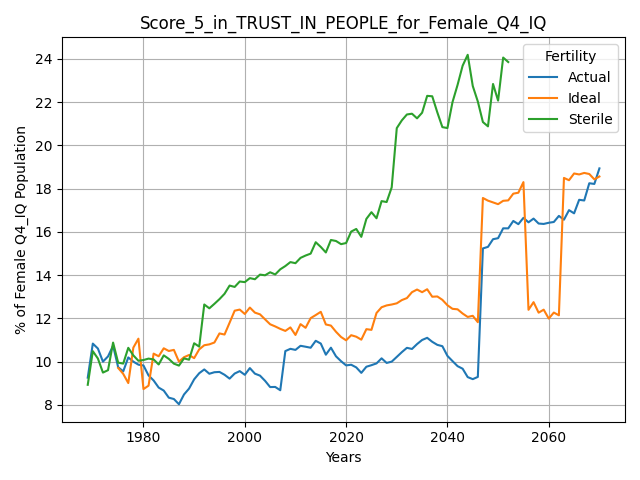 Score_5_in_TRUST_IN_PEOPLE_for_Female_Q4_IQ
Fertility
Actual
Ideal
Sterile
% of Female Q4_IQ Population
24
22
20
18
16
14
12
10
8
1980 2000 2020 2040 2060
Years